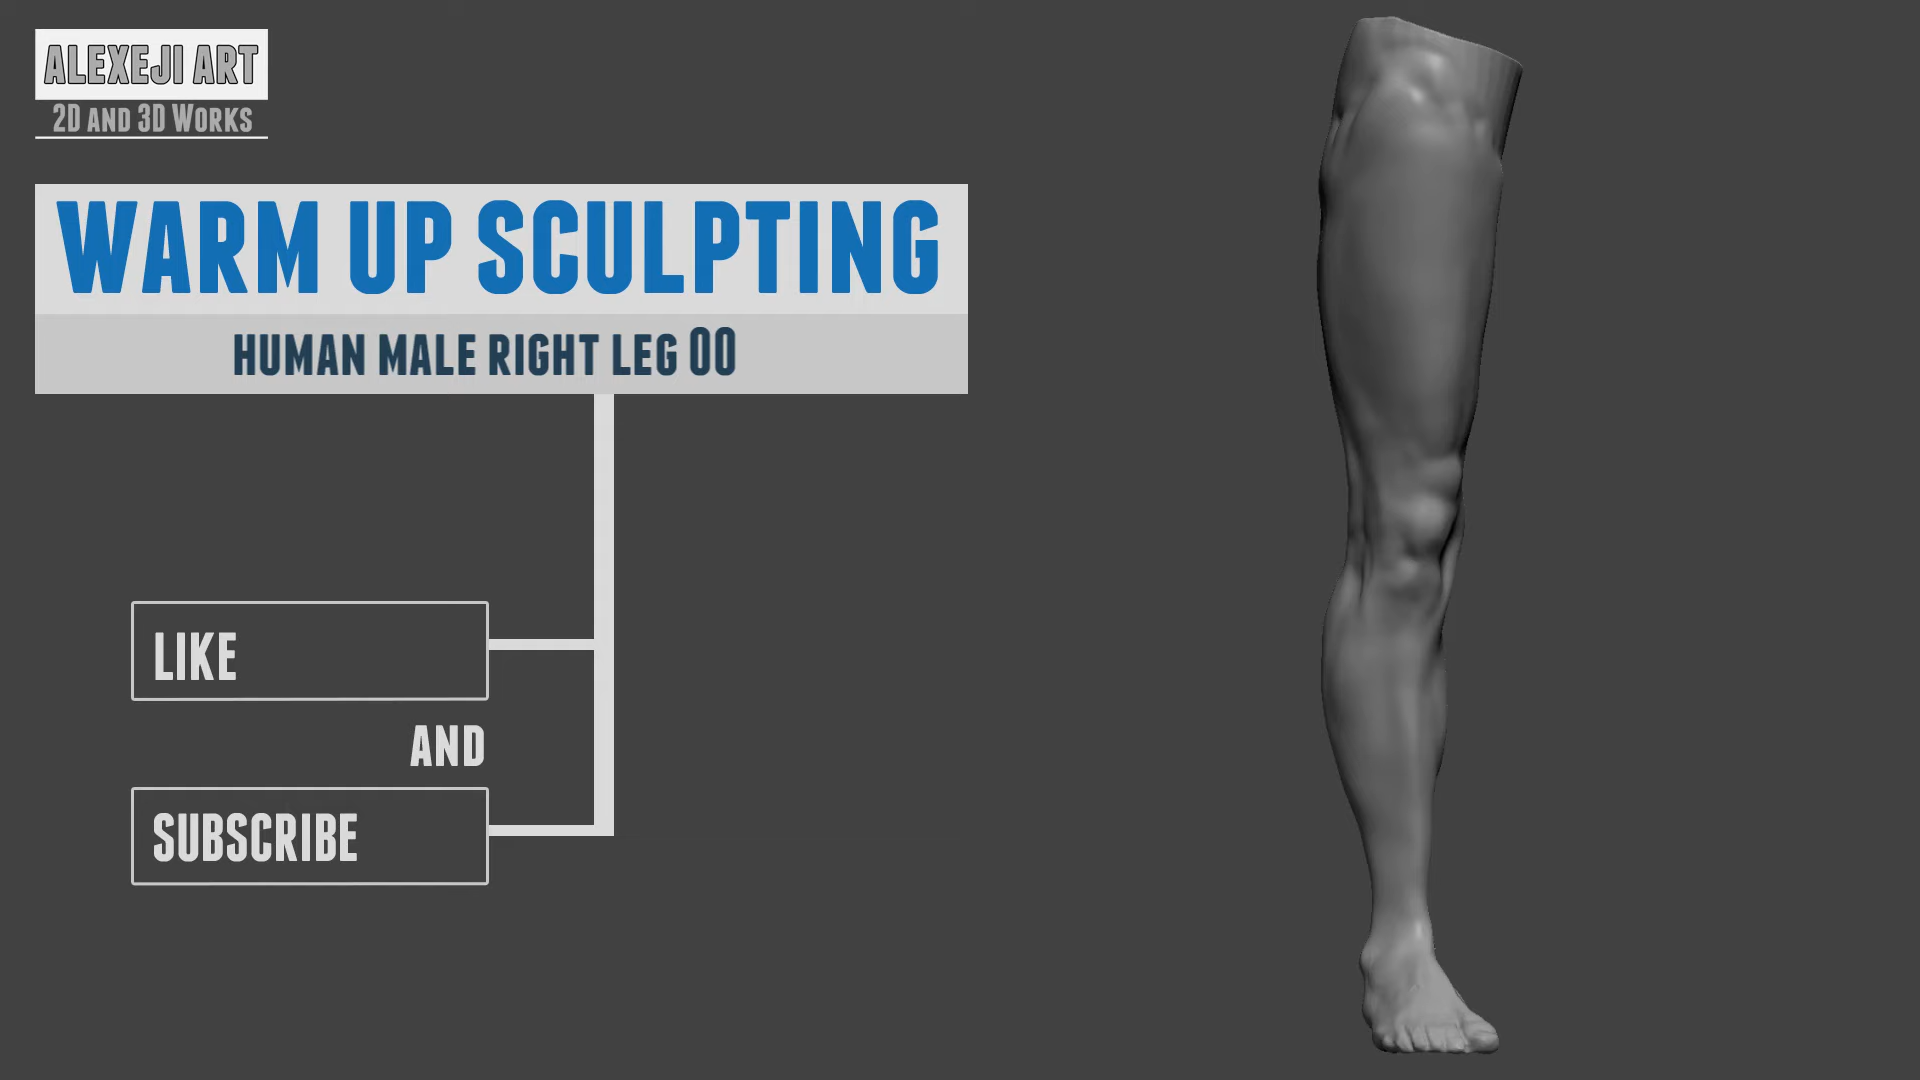 ALEXEJI ART
2D AND 3D WORKS
WARM UP SCULPTING
HUMAN MALE RIGHT LEG 00
LIKE
AND
SUBSCRIBE